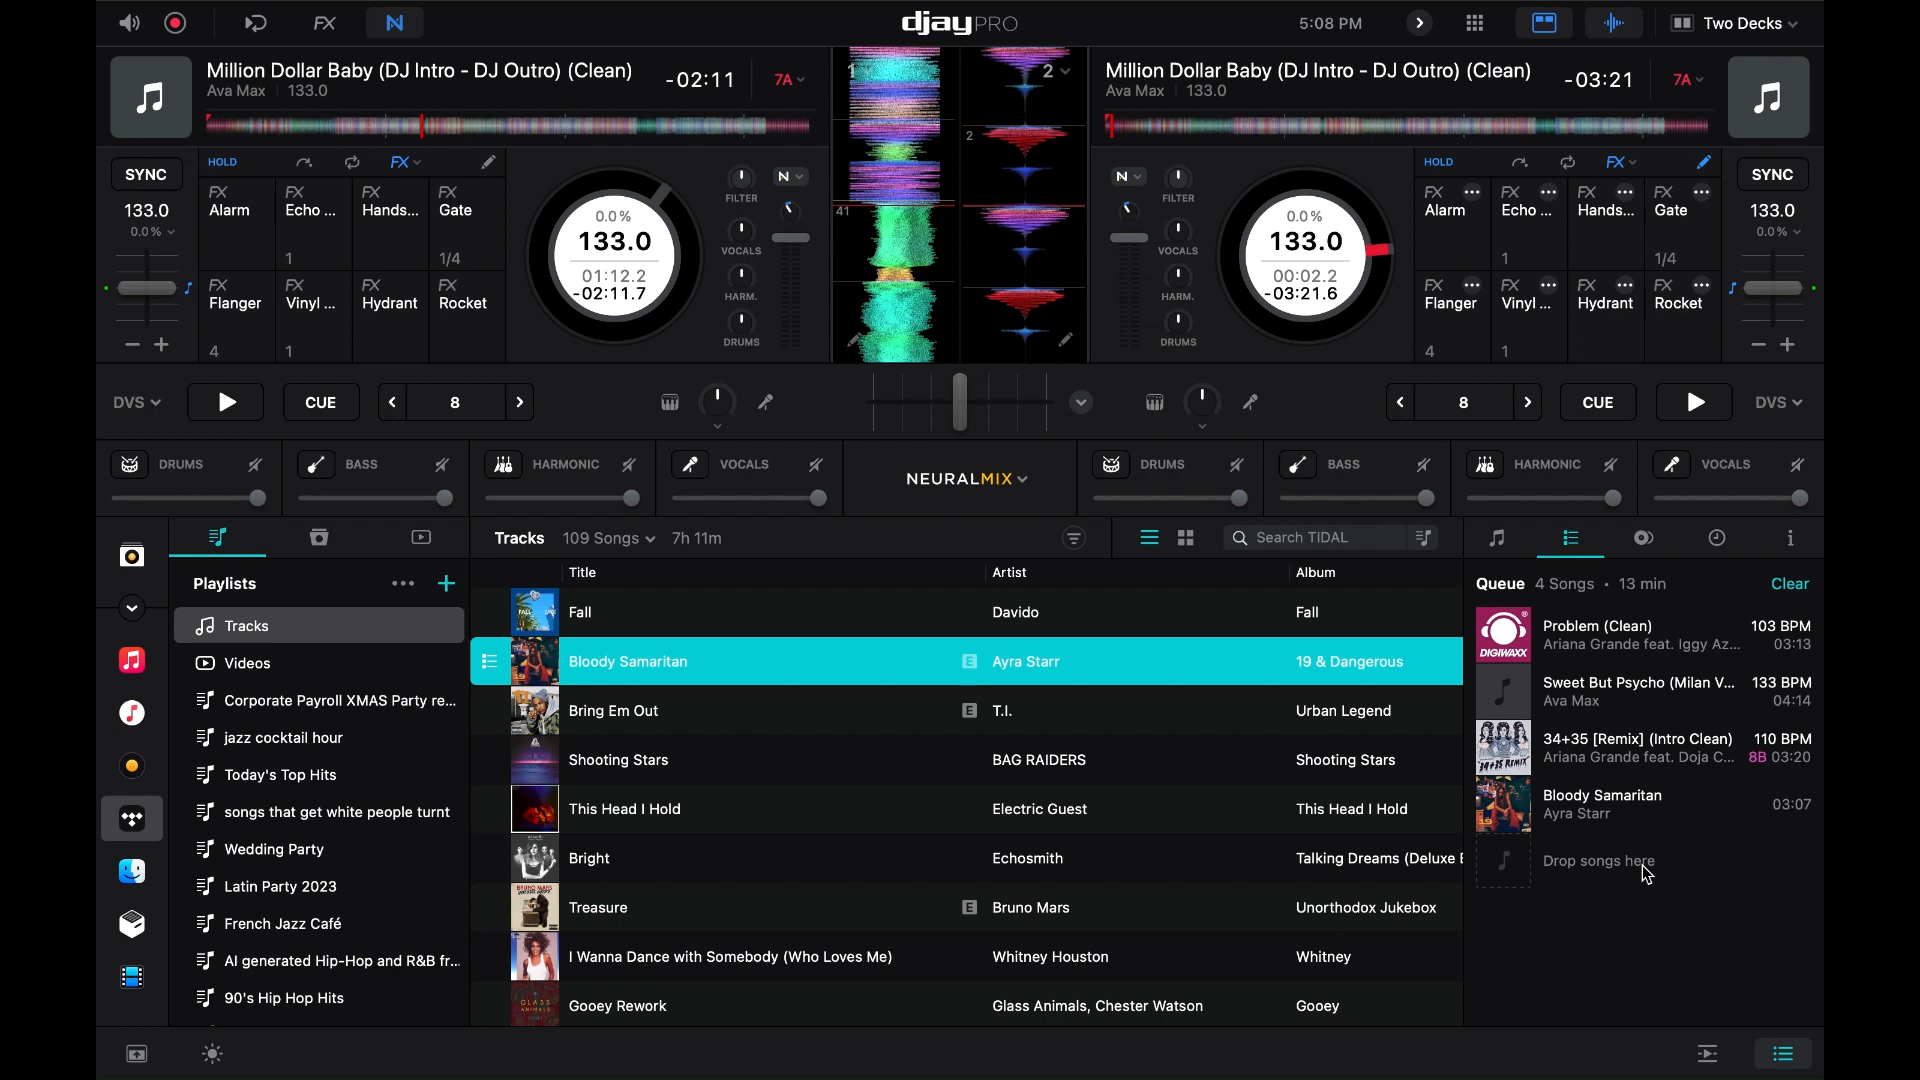 FX
N
djayPRO
5:08 PM
Two Decks
Million Dollar Baby (DJ Intro - DJ Outro) (Clean)
Ava Max 133.0
-02:11
7A
1
2
2
41
Million Dollar Baby (DJ Intro - DJ Outro) (Clean)
Ava Max 133.0
-03:21
7A
SYNC
133.0
0.0%
HOLD FX
FX FX FX FX
Alarm Echo ... Hands... Gate
1 1/4
FX FX FX FX
Flanger Vinyl ... Hydrant Rocket
4 1
0.0%
133.0
01:12.2
-02:11.7
N
FILTER
VOCALS
HARM.
DRUMS
N
FILTER
VOCALS
HARM.
DRUMS
0.0%
133.0
00:02.2
-03:21.6
HOLD FX
FX FX FX FX
Alarm Echo ... Hands... Gate
1 1/4
FX FX FX FX
Flanger Vinyl ... Hydrant Rocket
4 1
SYNC
133.0
0.0%
DVS CUE 8
8 CUE DVS
DRUMS BASS HARMONIC VOCALS
NEURALMIX
DRUMS BASS HARMONIC VOCALS
Playlists
Tracks
Videos
Corporate Payroll XMAS Party re...
jazz cocktail hour
Today's Top Hits
songs that get white people turnt
Wedding Party
Latin Party 2023
French Jazz Café
AI generated Hip-Hop and R&B fr...
90's Hip Hop Hits
Tracks 109 Songs 7h 11m
Search TIDAL
Title Artist Album
Fall Davido Fall
Bloody Samaritan E Ayra Starr 19 & Dangerous
Bring Em Out E T.I. Urban Legend
Shooting Stars BAG RAIDERS Shooting Stars
This Head I Hold Electric Guest This Head I Hold
Bright Echosmith Talking Dreams (Deluxe E
Treasure E Bruno Mars Unorthodox Jukebox
I Wanna Dance with Somebody (Who Loves Me) Whitney Houston Whitney
Gooey Rework Glass Animals, Chester Watson Gooey
Queue 4 Songs • 13 min Clear
DIGIWAXX
Problem (Clean) 103 BPM
Ariana Grande feat. Iggy Az... 03:13
Sweet But Psycho (Milan V... 133 BPM
Ava Max 04:14
34+35 [Remix] (Intro Clean) 110 BPM
Ariana Grande feat. Doja C... 8B 03:20
Bloody Samaritan
Ayra Starr 03:07
Drop songs here